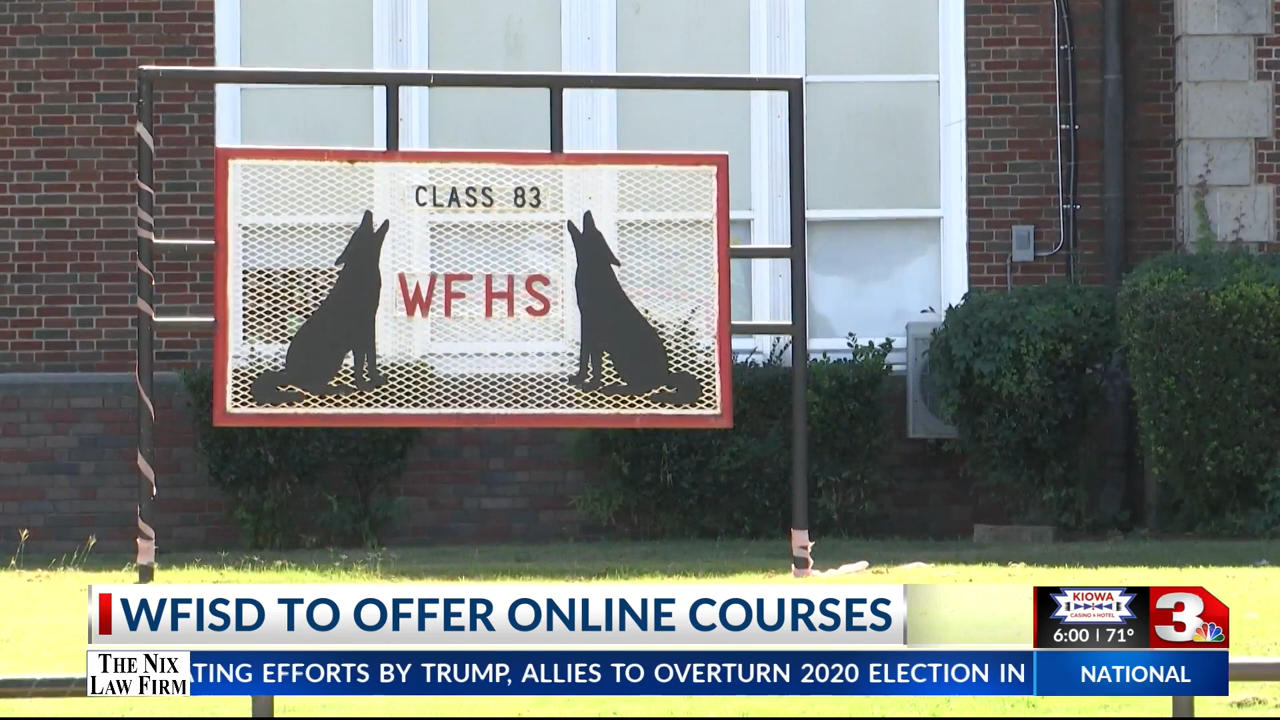 CLASS 83
WFHS
WFISD TO OFFER ONLINE COURSES
KIOWA
CASINO & HOTEL
6:00 | 71°
3
THE NIX
LAW FIRM
ATING EFFORTS BY TRUMP, ALLIES TO OVERTURN 2020 ELECTION IN
NATIONAL